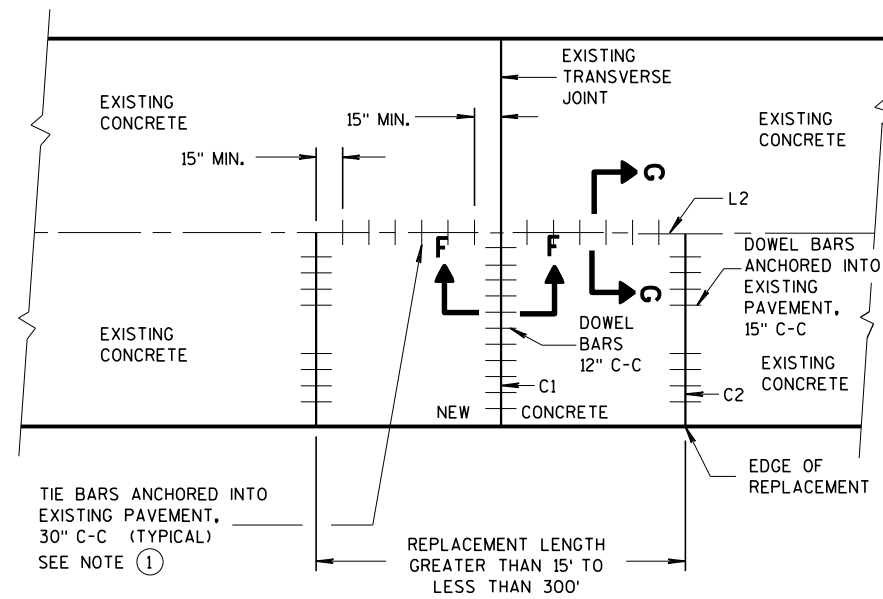 EXISTING
TRANSVERSE
JOINT
EXISTING
CONCRETE
15" MIN.
EXISTING
CONCRETE
15" MIN.
G
L2
F
F
DOWEL BARS
ANCHORED INTO
EXISTING
PAVEMENT,
15" C-C
G
EXISTING
CONCRETE
DOWEL
BARS
12" C-C
EXISTING
CONCRETE
C1
C2
NEW
CONCRETE
EDGE OF
REPLACEMENT
TIE BARS ANCHORED INTO
EXISTING PAVEMENT,
30" C-C (TYPICAL)
SEE NOTE 1
REPLACEMENT LENGTH
GREATER THAN 15' TO
LESS THAN 300'